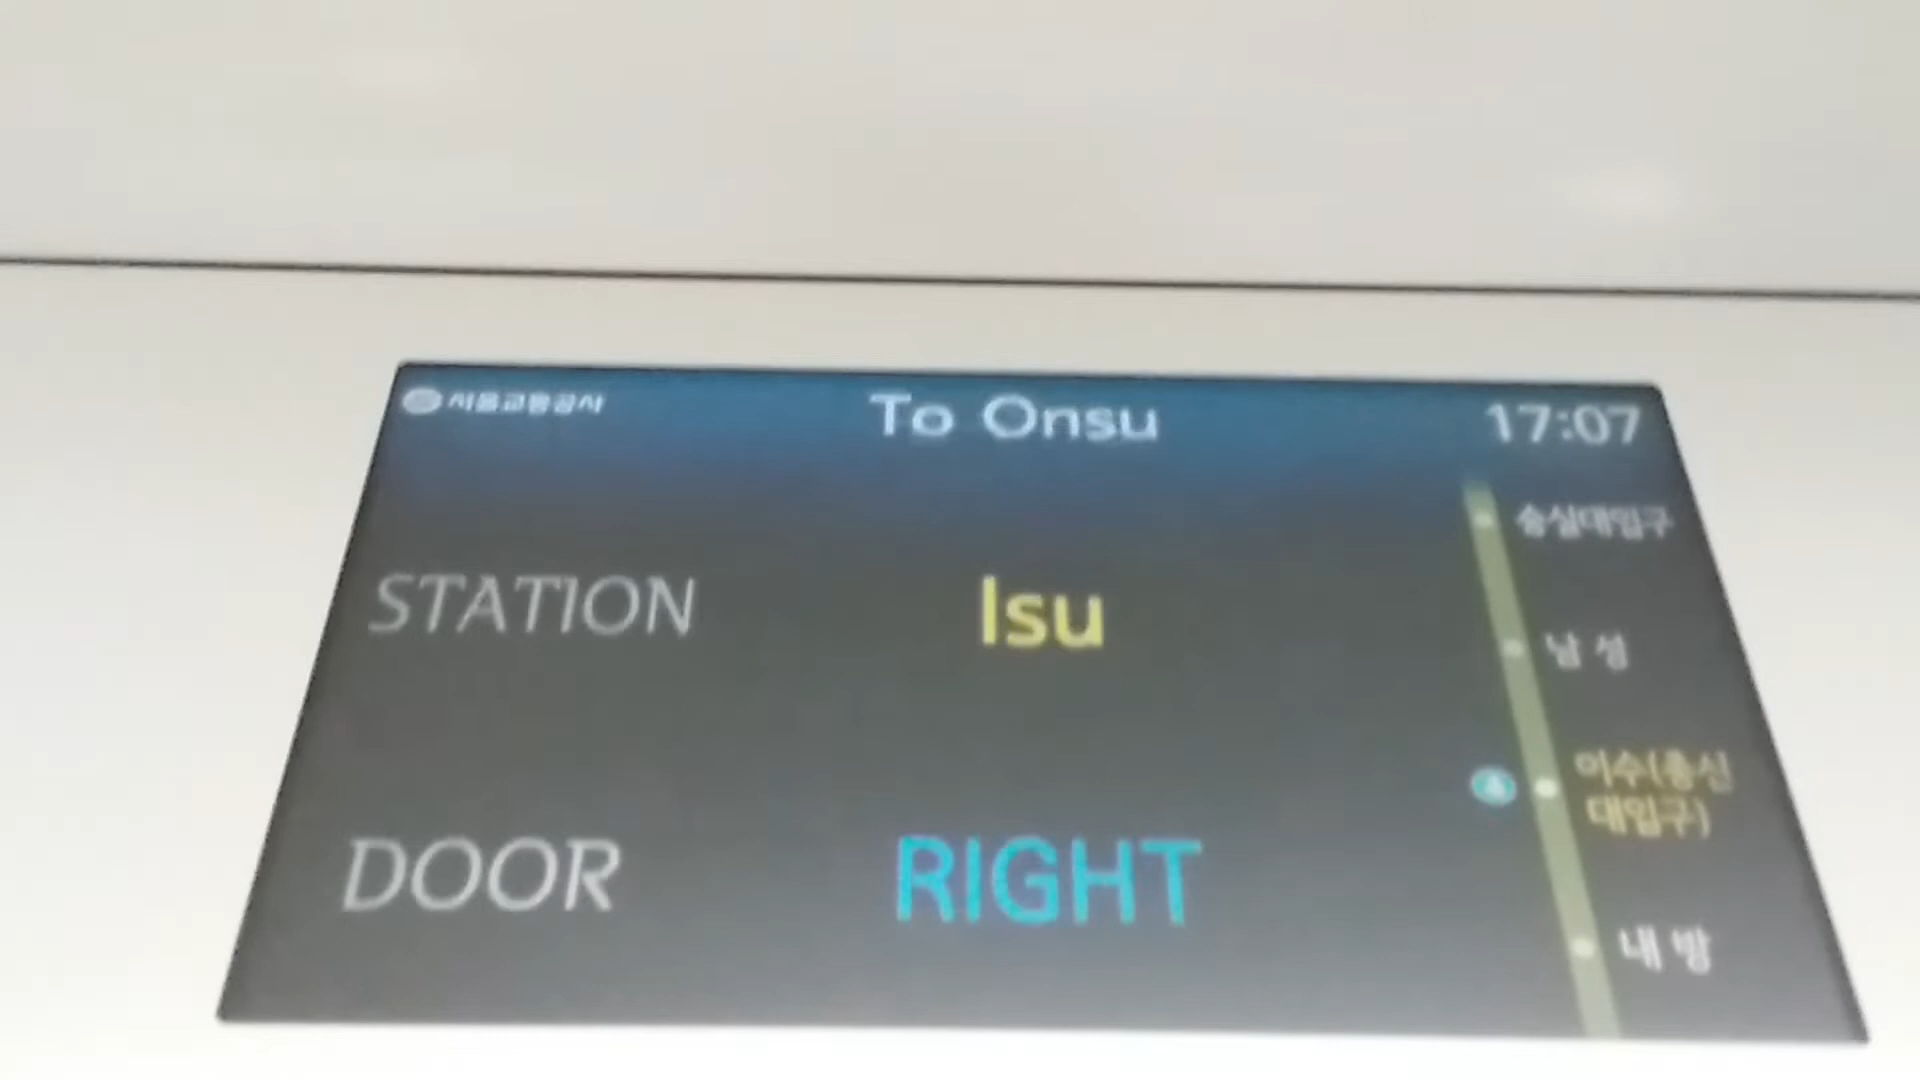 서울교통공사
To Onsu
17:07
STATION
Isu
DOOR
RIGHT
숭실대입구
남성
이수(총신
대입구)
4
내방